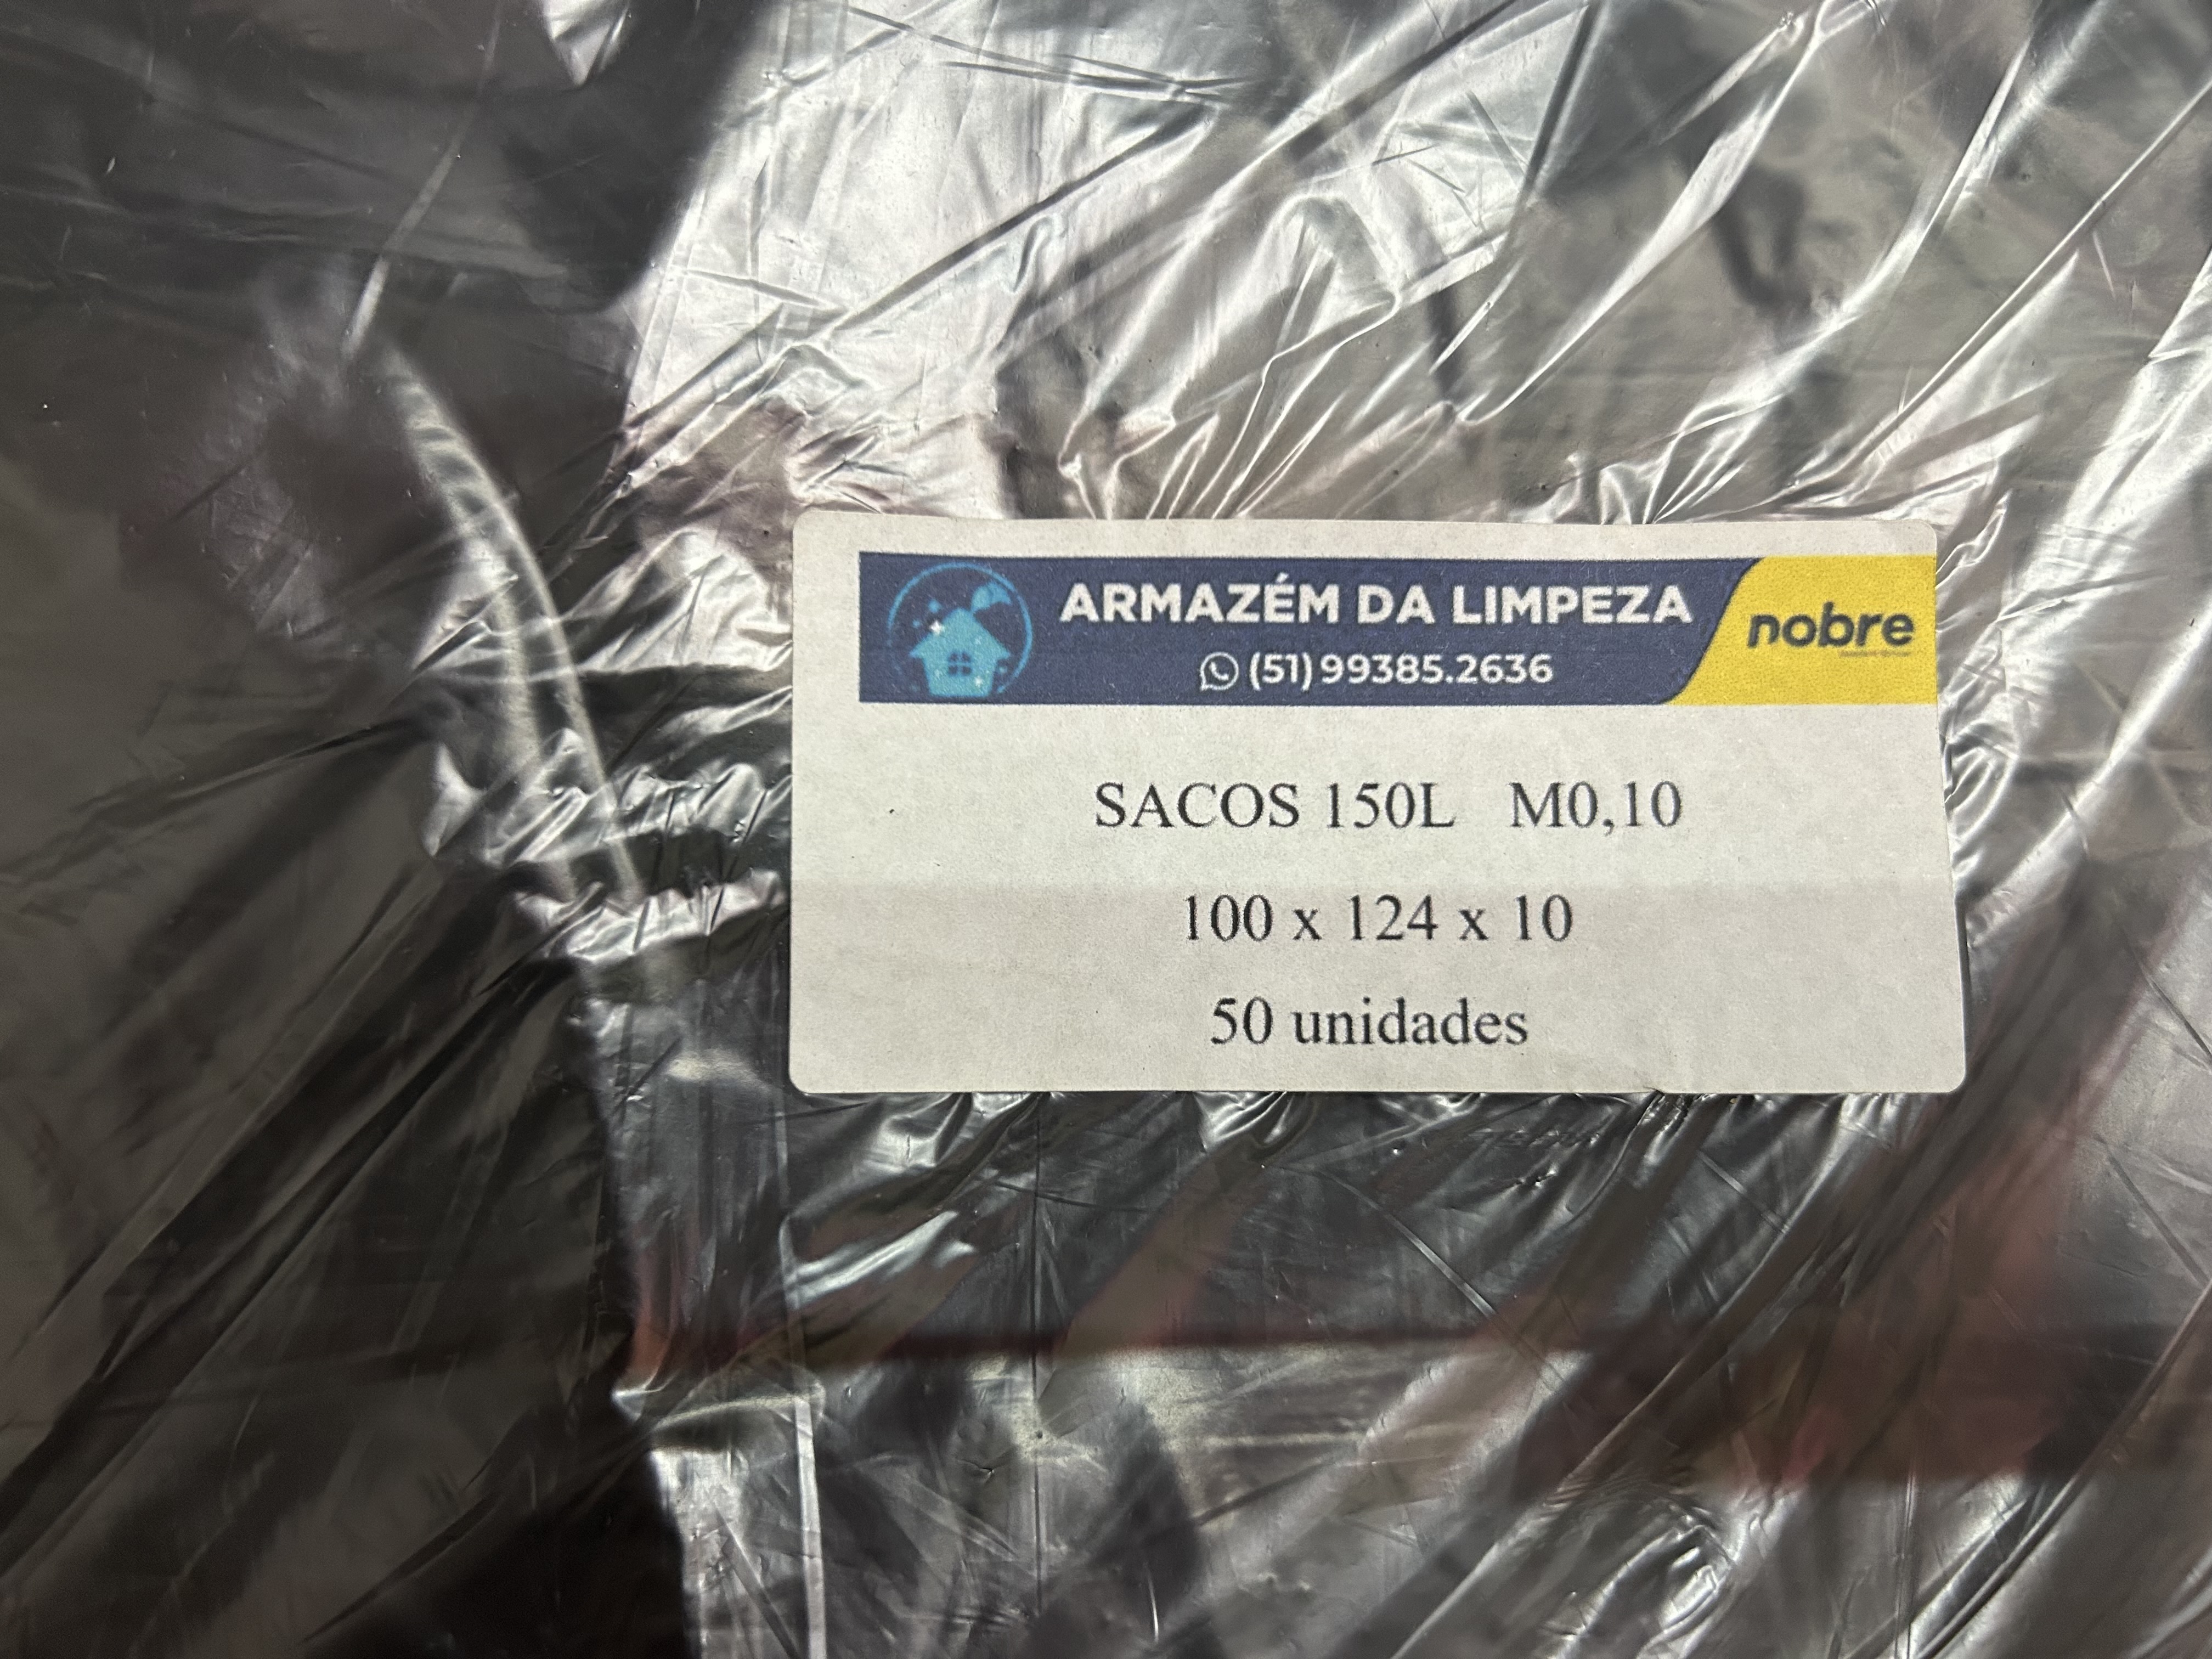 ARMAZÉM DA LIMPEZA
(51) 99385.2636
nobre
SACOS 150L M0,10
100 x 124 x 10
50 unidades